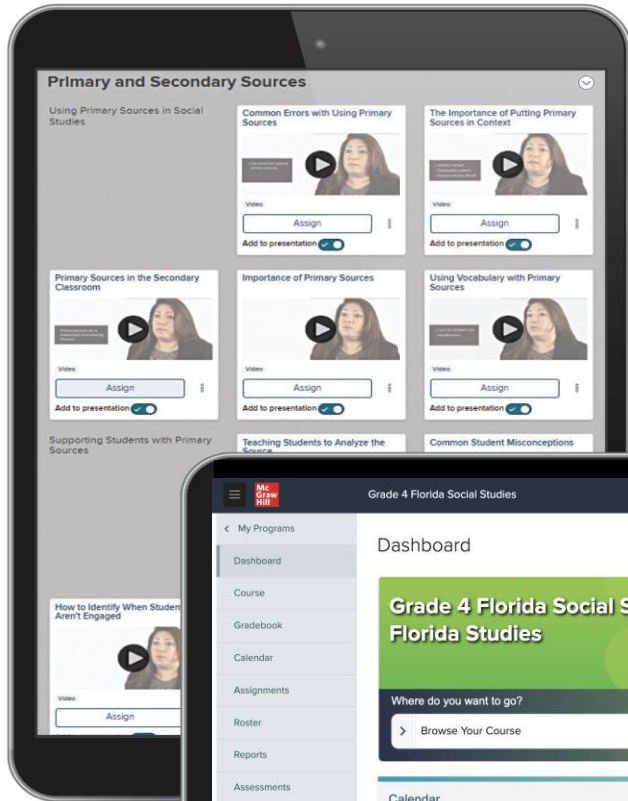 Primary and Secondary Sources
Using Primary Sources in Social
Studies
Common Errors with Using Primary
Sources
Video
Assign
Add to presentation
The Importance of Putting Primary
Sources in Context
Video
Assign
Add to presentation
Primary Sources in the Secondary
Classroom
Video
Assign
Add to presentation
Importance of Primary Sources
Video
Assign
Add to presentation
Using Vocabulary with Primary
Sources
Video
Assign
Add to presentation
Supporting Students with Primary
Sources
Teaching Students to Analyze the
Source
Common Student Misconceptions
How to Identify When Studen
Aren't Engaged
Video
Assign
Mc
Graw
Hill
Grade 4 Florida Social Studies
My Programs
Dashboard
Course
Gradebook
Calendar
Assignments
Roster
Reports
Assessments
Dashboard
Grade 4 Florida Social S
Florida Studies
Where do you want to go?
Browse Your Course
Calendar